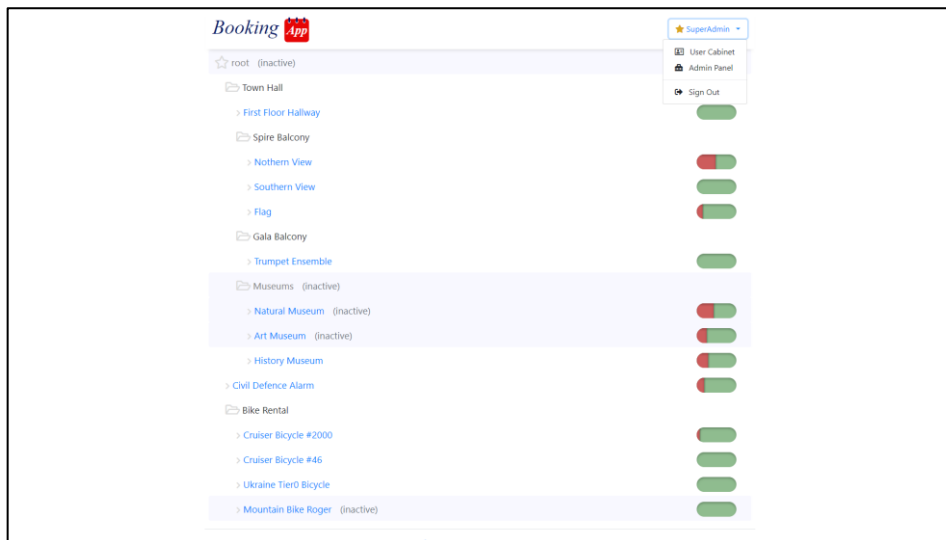 Booking App
SuperAdmin
User Cabinet
Admin Panel
Sign Out
root (inactive)
Town Hall
First Floor Hallway
Spire Balcony
Nothern View
Southern View
Flag
Gala Balcony
Trumpet Ensemble
Museums (inactive)
Natural Museum (inactive)
Art Museum (inactive)
History Museum
Civil Defence Alarm
Bike Rental
Cruiser Bicycle #2000
Cruiser Bicycle #46
Ukraine Tier0 Bicycle
Mountain Bike Roger (inactive)